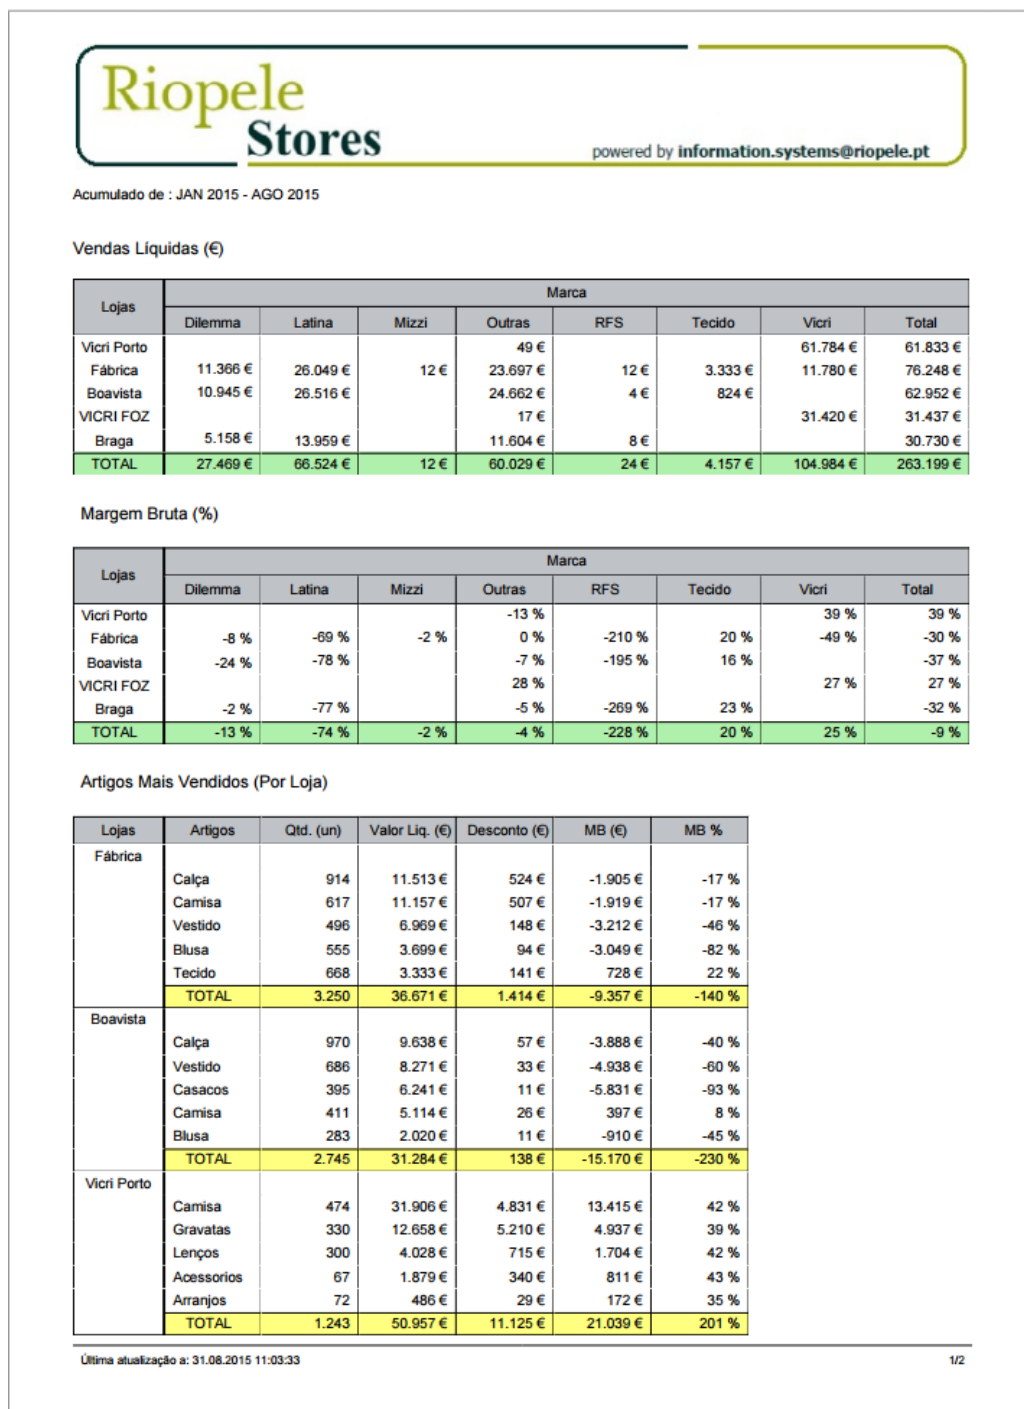 Riopele
Stores
powered by information.systems@riopele.pt
Acumulado de : JAN 2015 - AGO 2015
Vendas Líquidas (€)
Lojas Marca
Dilemma Latina Mizzi Outras RFS Tecido Vicri Total
Vicri Porto 49 € 61.784 € 61.833 €
Fábrica 11.366 € 26.049 € 12 € 23.697 € 12 € 3.333 € 11.780 € 76.248 €
Boavista 10.945 € 26.516 € 24.662 € 4 € 824 € 62.952 €
VICRI FOZ 17 € 31.420 € 31.437 €
Braga 5.158 € 13.959 € 11.604 € 8 € 30.730 €
TOTAL 27.469 € 66.524 € 12 € 60.029 € 24 € 4.157 € 104.984 € 263.199 €
Margem Bruta (%)
Lojas Marca
Dilemma Latina Mizzi Outras RFS Tecido Vicri Total
Vicri Porto -13 % 39 % 39 %
Fábrica -8 % -69 % -2 % 0 % -210 % 20 % -49 % -30 %
Boavista -24 % -78 % -7 % -195 % 16 % -37 %
VICRI FOZ 28 % 27 % 27 %
Braga -2 % -77 % -5 % -269 % 23 % -32 %
TOTAL -13 % -74 % -2 % -4 % -228 % 20 % 25 % -9 %
Artigos Mais Vendidos (Por Loja)
Lojas Artigos Qtd. (un) Valor Liq. (€) Desconto (€) MB (€) MB %
Fábrica
Calça 914 11.513 € 524 € -1.905 € -17 %
Camisa 617 11.157 € 507 € -1.919 € -17 %
Vestido 496 6.969 € 148 € -3.212 € -46 %
Blusa 555 3.699 € 94 € -3.049 € -82 %
Tecido 668 3.333 € 141 € 728 € 22 %
TOTAL 3.250 36.671 € 1.414 € -9.357 € -140 %
Boavista
Calça 970 9.638 € 57 € -3.888 € -40 %
Vestido 686 8.271 € 33 € -4.938 € -60 %
Casacos 395 6.241 € 11 € -5.831 € -93 %
Camisa 411 5.114 € 26 € 397 € 8 %
Blusa 283 2.020 € 11 € -910 € -45 %
TOTAL 2.745 31.284 € 138 € -15.170 € -230 %
Vicri Porto
Camisa 474 31.906 € 4.831 € 13.415 € 42 %
Gravatas 330 12.658 € 5.210 € 4.937 € 39 %
Lenços 300 4.028 € 715 € 1.704 € 42 %
Acessorios 67 1.879 € 340 € 811 € 43 %
Arranjos 72 486 € 29 € 172 € 35 %
TOTAL 1.243 50.957 € 11.125 € 21.039 € 201 %
Última atualização a: 31.08.2015 11:03:33 1/2